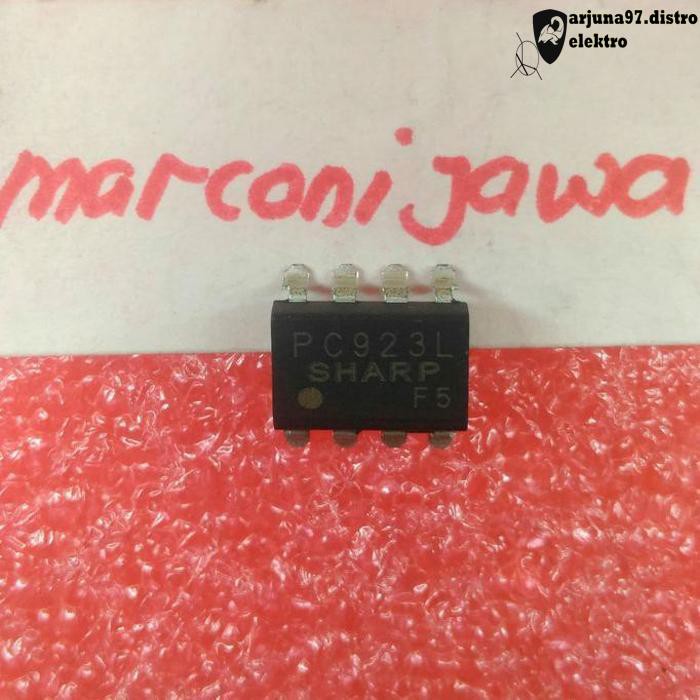 arjuna97.distro
elektro
marconi jawa
PC923L
SHARP
F5